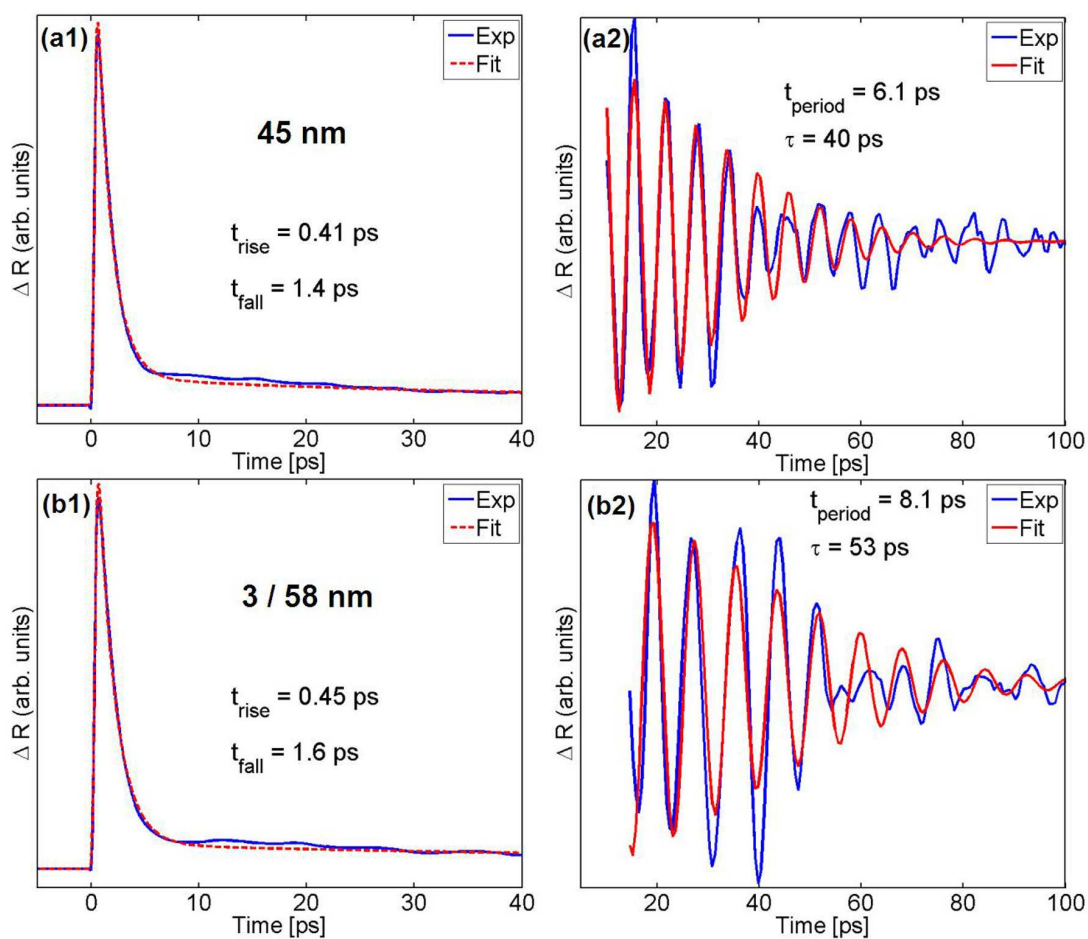 (a1)
Exp
Fit
45 nm
t_rise = 0.41 ps
t_fall = 1.4 ps
Δ R (arb. units)
0 10 20 30 40
Time [ps]
(a2)
Exp
Fit
t_period = 6.1 ps
τ = 40 ps
Δ R (arb. units)
20 40 60 80 100
Time [ps]
(b1)
Exp
Fit
3 / 58 nm
t_rise = 0.45 ps
t_fall = 1.6 ps
Δ R (arb. units)
0 10 20 30 40
Time [ps]
(b2)
Exp
Fit
t_period = 8.1 ps
τ = 53 ps
Δ R (arb. units)
20 40 60 80 100
Time [ps]